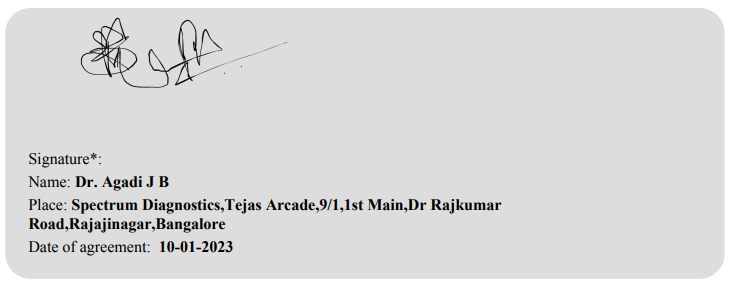 Signature*:
Name: Dr. Agadi J B
Place: Spectrum Diagnostics,Tejas Arcade,9/1,1st Main,Dr Rajkumar
Road,Rajajinagar,Bangalore
Date of agreement:  10-01-2023